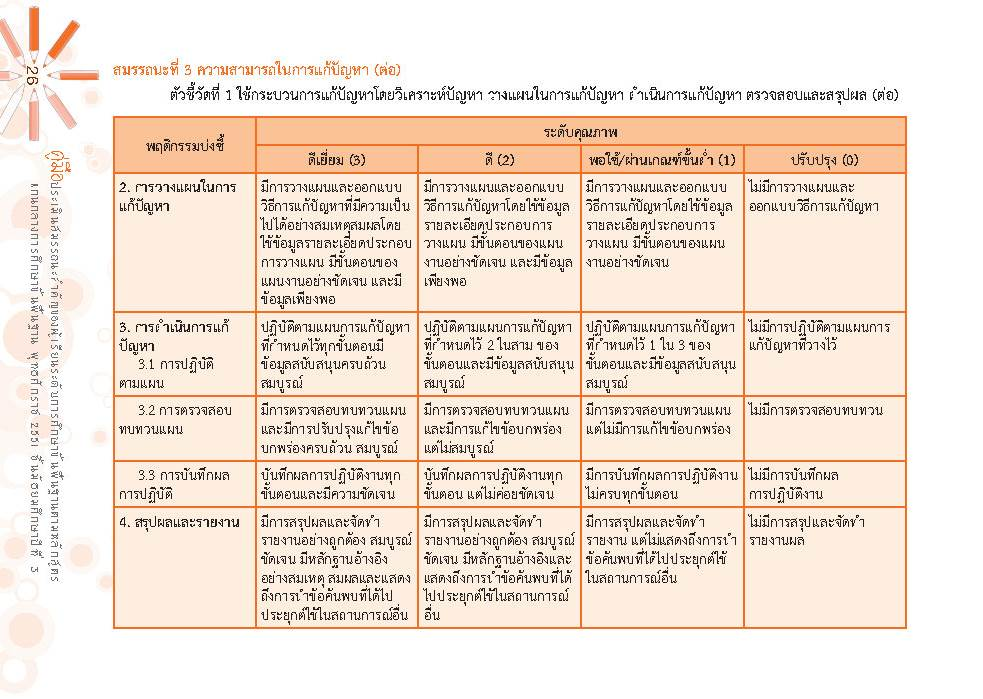 26
คู่มือประเมินสมรรถนะสำคัญของผู้เรียนระดับการศึกษาขั้นพื้นฐานตามหลักสูตร
แกนกลางการศึกษาขั้นพื้นฐาน พุทธศักราช 2551 ชั้นมัธยมศึกษาปีที่ 3
สมรรถนะที่ 3 ความสามารถในการแก้ปัญหา (ต่อ)
ตัวชี้วัดที่ 1 ใช้กระบวนการแก้ปัญหาโดยวิเคราะห์ปัญหา วางแผนในการแก้ปัญหา ดำเนินการแก้ปัญหา ตรวจสอบและสรุปผล (ต่อ)
พฤติกรรมบ่งชี้
ระดับคุณภาพ
ดีเยี่ยม (3)
ดี (2)
พอใช้/ผ่านเกณฑ์ขั้นต่ำ (1)
ปรับปรุง (0)
2. การวางแผนในการ
แก้ปัญหา
มีการวางแผนและออกแบบ
วิธีการแก้ปัญหาที่มีความเป็น
ไปได้อย่างสมเหตุสมผลโดย
ใช้ข้อมูลรายละเอียดประกอบ
การวางแผน มีขั้นตอนของ
แผนงานอย่างชัดเจน และมี
ข้อมูลเพียงพอ
มีการวางแผนและออกแบบ
วิธีการแก้ปัญหาโดยใช้ข้อมูล
รายละเอียดประกอบการ
วางแผน มีขั้นตอนของแผน
งานอย่างชัดเจน และมีข้อมูล
เพียงพอ
มีการวางแผนและออกแบบ
วิธีการแก้ปัญหาโดยใช้ข้อมูล
รายละเอียดประกอบการ
วางแผน มีขั้นตอนของแผน
งานอย่างชัดเจน
ไม่มีการวางแผนและ
ออกแบบวิธีการแก้ปัญหา
3. การดำเนินการแก้
ปัญหา
3.1 การปฏิบัติ
ตามแผน
ปฏิบัติตามแผนการแก้ปัญหา
ที่กำหนดไว้ทุกขั้นตอนมี
ข้อมูลสนับสนุนครบถ้วน
สมบูรณ์
ปฏิบัติตามแผนการแก้ปัญหา
ที่กำหนดไว้ 2 ในสาม ของ
ขั้นตอนและมีข้อมูลสนับสนุน
สมบูรณ์
ปฏิบัติตามแผนการแก้ปัญหา
ที่กำหนดไว้ 1 ใน 3 ของ
ขั้นตอนและมีข้อมูลสนับสนุน
สมบูรณ์
ไม่มีการปฏิบัติตามแผนการ
แก้ปัญหาที่วางไว้
3.2 การตรวจสอบ
ทบทวนแผน
มีการตรวจสอบทบทวนแผน
และมีการปรับปรุงแก้ไขข้อ
บกพร่องครบถ้วน สมบูรณ์
มีการตรวจสอบทบทวนแผน
และมีการแก้ไขข้อบกพร่อง
แต่ไม่สมบูรณ์
มีการตรวจสอบทบทวนแผน
แต่ไม่มีการแก้ไขข้อบกพร่อง
ไม่มีการตรวจสอบทบทวน
3.3 การบันทึกผล
การปฏิบัติ
บันทึกผลการปฏิบัติงานทุก
ขั้นตอนและมีความชัดเจน
บันทึกผลการปฏิบัติงานทุก
ขั้นตอน แต่ไม่ค่อยชัดเจน
มีการบันทึกผลการปฏิบัติงาน
ไม่ครบทุกขั้นตอน
ไม่มีการบันทึกผล
การปฏิบัติงาน
4. สรุปผลและรายงาน
มีการสรุปผลและจัดทำ
รายงานอย่างถูกต้อง สมบูรณ์
ชัดเจน มีหลักฐานอ้างอิง
อย่างสมเหตุ สมผลและแสดง
ถึงการนำข้อค้นพบที่ได้ไป
ประยุกต์ใช้ในสถานการณ์อื่น
มีการสรุปผลและจัดทำ
รายงานอย่างถูกต้อง สมบูรณ์
ชัดเจน มีหลักฐานอ้างอิงและ
แสดงถึงการนำข้อค้นพบที่ได้
ไปประยุกต์ใช้ในสถานการณ์
อื่น
มีการสรุปผลและจัดทำ
รายงาน แต่ไม่แสดงถึงการนำ
ข้อค้นพบที่ได้ไปประยุกต์ใช้
ในสถานการณ์อื่น
ไม่มีการสรุปและจัดทำ
รายงานผล